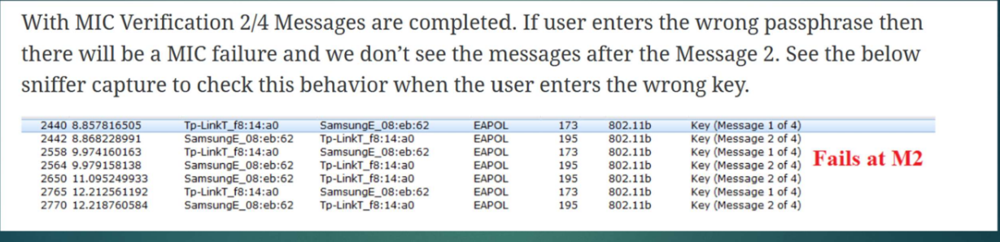 With MIC Verification 2/4 Messages are completed. If user enters the wrong passphrase then
there will be a MIC failure and we don’t see the messages after the Message 2. See the below
sniffer capture to check this behavior when the user enters the wrong key.
2440 8.857816505 Tp-LinkT_f8:14:a0 SamsungE_08:eb:62 EAPOL 173 802.11b Key (Message 1 of 4)
2442 8.868228991 SamsungE_08:eb:62 Tp-LinkT_f8:14:a0 EAPOL 195 802.11b Key (Message 2 of 4)
2558 9.974160163 Tp-LinkT_f8:14:a0 SamsungE_08:eb:62 EAPOL 173 802.11b Key (Message 1 of 4)
Fails at M2
2564 9.979158138 SamsungE_08:eb:62 Tp-LinkT_f8:14:a0 EAPOL 195 802.11b Key (Message 2 of 4)
2650 11.095249933 SamsungE_08:eb:62 Tp-LinkT_f8:14:a0 EAPOL 195 802.11b Key (Message 2 of 4)
2765 12.212561192 Tp-LinkT_f8:14:a0 SamsungE_08:eb:62 EAPOL 173 802.11b Key (Message 1 of 4)
2770 12.218760584 SamsungE_08:eb:62 Tp-LinkT_f8:14:a0 EAPOL 195 802.11b Key (Message 2 of 4)